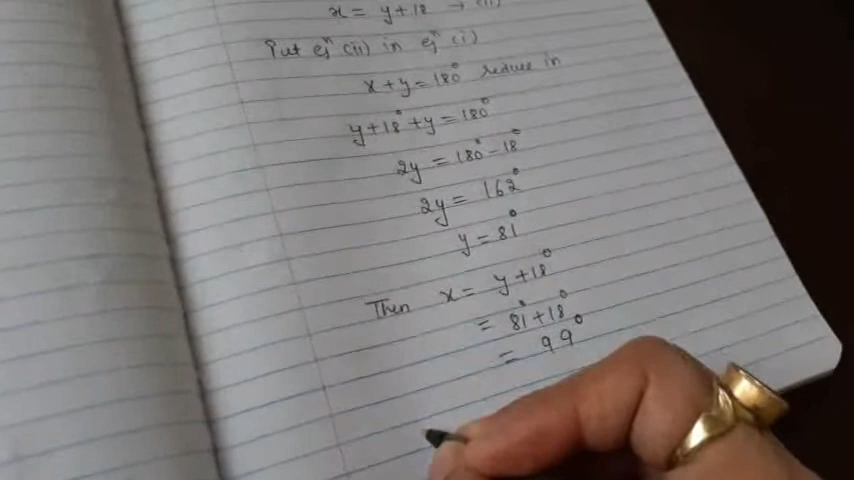 x = y+18 → (ii)
Put eqⁿ (ii) in eqⁿ (i)
x + y = 180° reduce in
y+18° + y = 180°
2y = 180° - 18°
2y = 162°
y = 81°
Then x = y + 18°
= 81° + 18°
= 99°